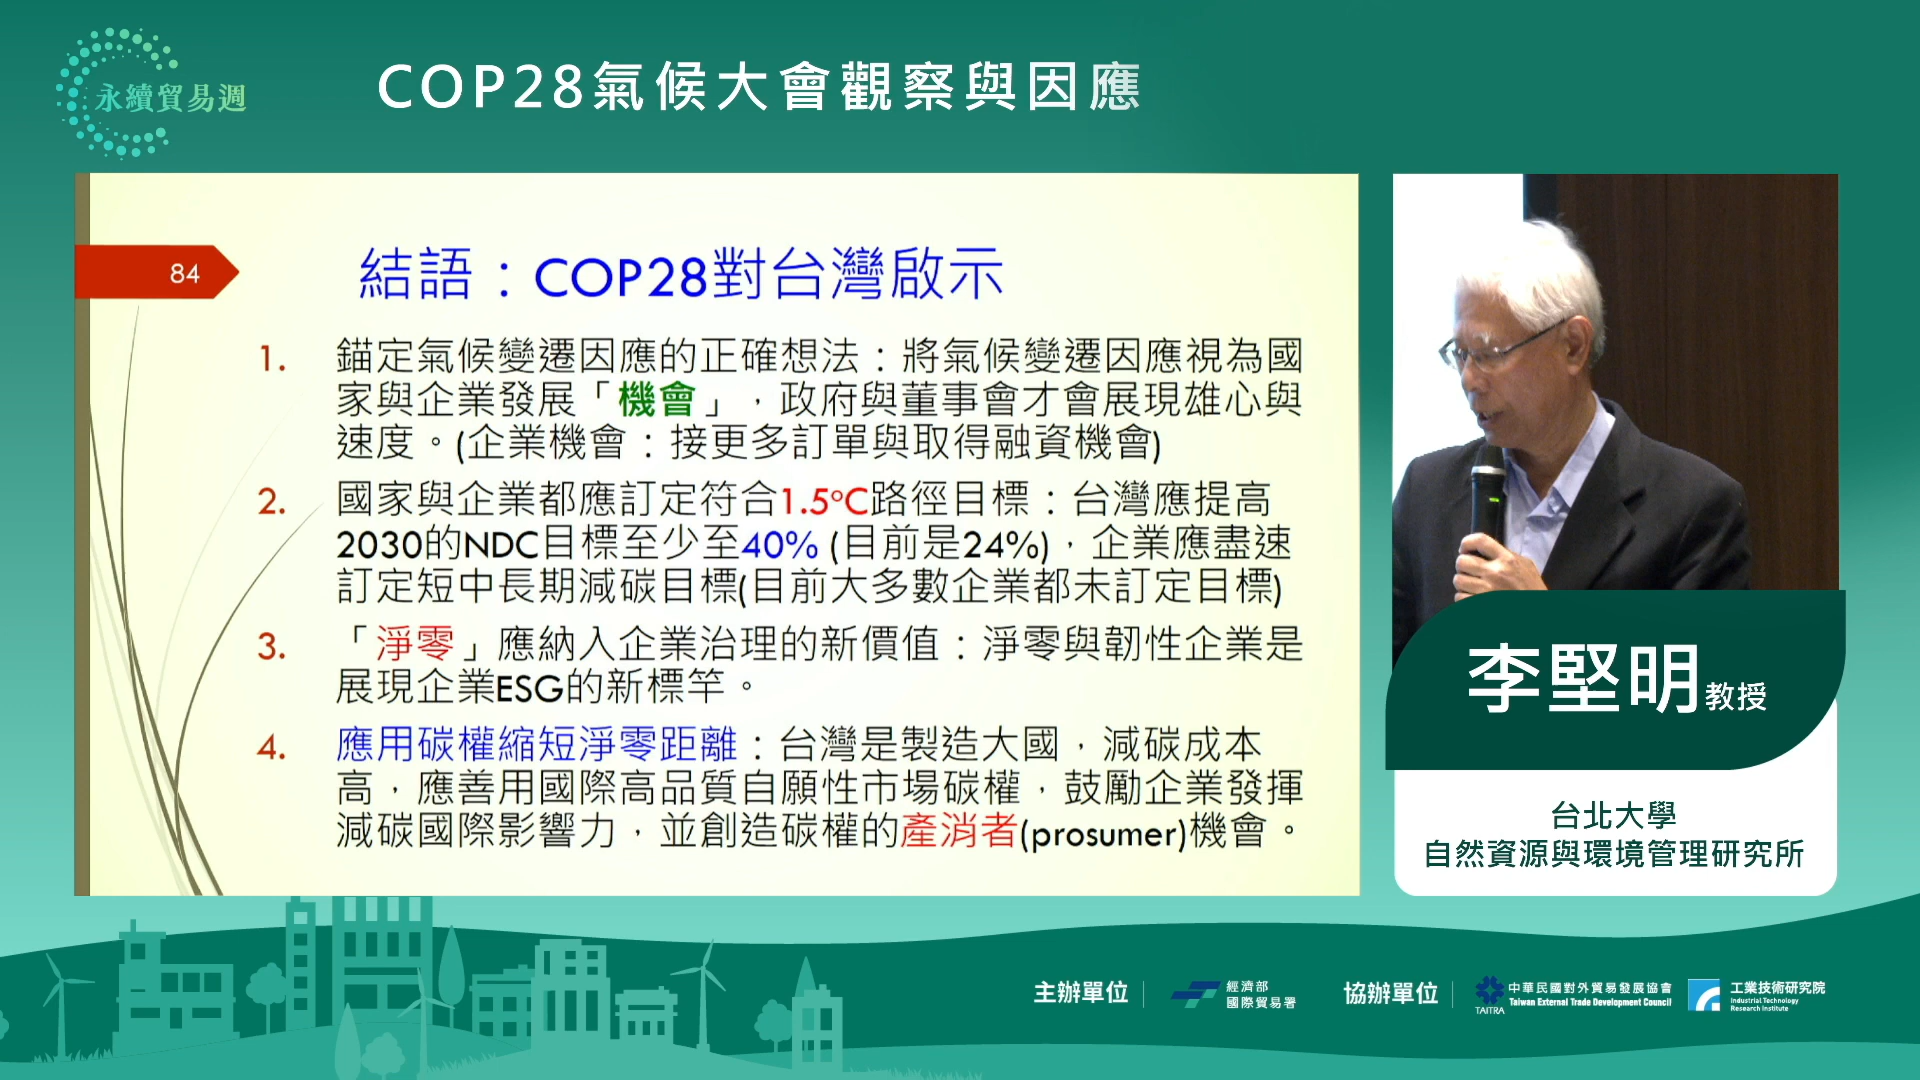 永續貿易週
COP28氣候大會觀察與因應
84
結語：COP28對台灣啟示
1. 錨定氣候變遷因應的正確想法：將氣候變遷因應視為國
家與企業發展「機會」，政府與董事會才會展現雄心與
速度。(企業機會：接更多訂單與取得融資機會)
2. 國家與企業都應訂定符合1.5°C路徑目標：台灣應提高
2030的NDC目標至少至40% (目前是24%)，企業應盡速
訂定短中長期減碳目標(目前大多數企業都未訂定目標)
3. 「淨零」應納入企業治理的新價值：淨零與韌性企業是
展現企業ESG的新標竿。
4. 應用碳權縮短淨零距離：台灣是製造大國，減碳成本
高，應善用國際高品質自願性市場碳權，鼓勵企業發揮
減碳國際影響力，並創造碳權的產消者(prosumer)機會。
李堅明教授
台北大學
自然資源與環境管理研究所
主辦單位
經濟部
國際貿易署
協辦單位
TAITRA
中華民國對外貿易發展協會
Taiwan External Trade Development Council
工業技術研究院
Industrial Technology
Research Institute